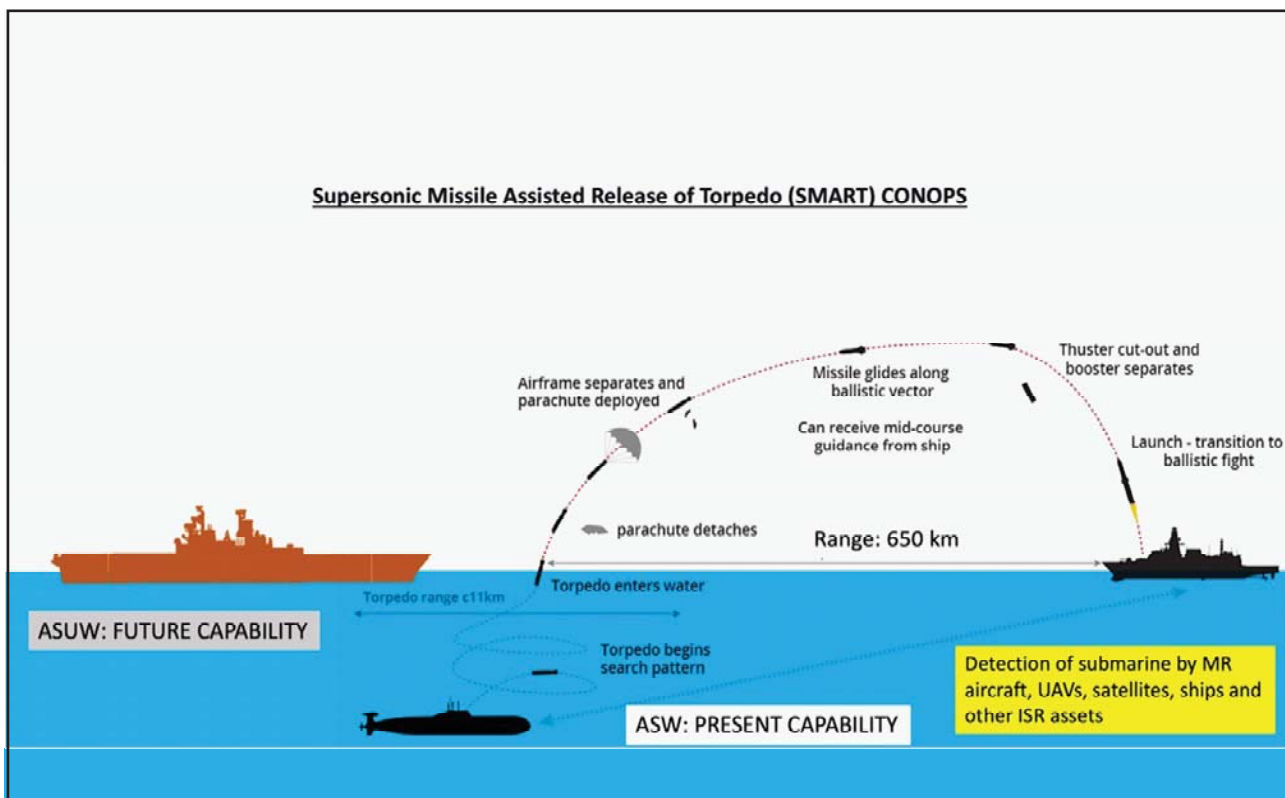 Supersonic Missile Assisted Release of Torpedo (SMART) CONOPS
Thuster cut-out and
booster separates
Missile glides along
ballistic vector
Airframe separates and
parachute deployed
Can receive mid-course
guidance from ship
Launch - transition to
ballistic fight
parachute detaches
Range: 650 km
Torpedo enters water
Torpedo range c11km
ASUW: FUTURE CAPABILITY
Torpedo begins
search pattern
Detection of submarine by MR
aircraft, UAVs, satellites, ships and
other ISR assets
ASW: PRESENT CAPABILITY